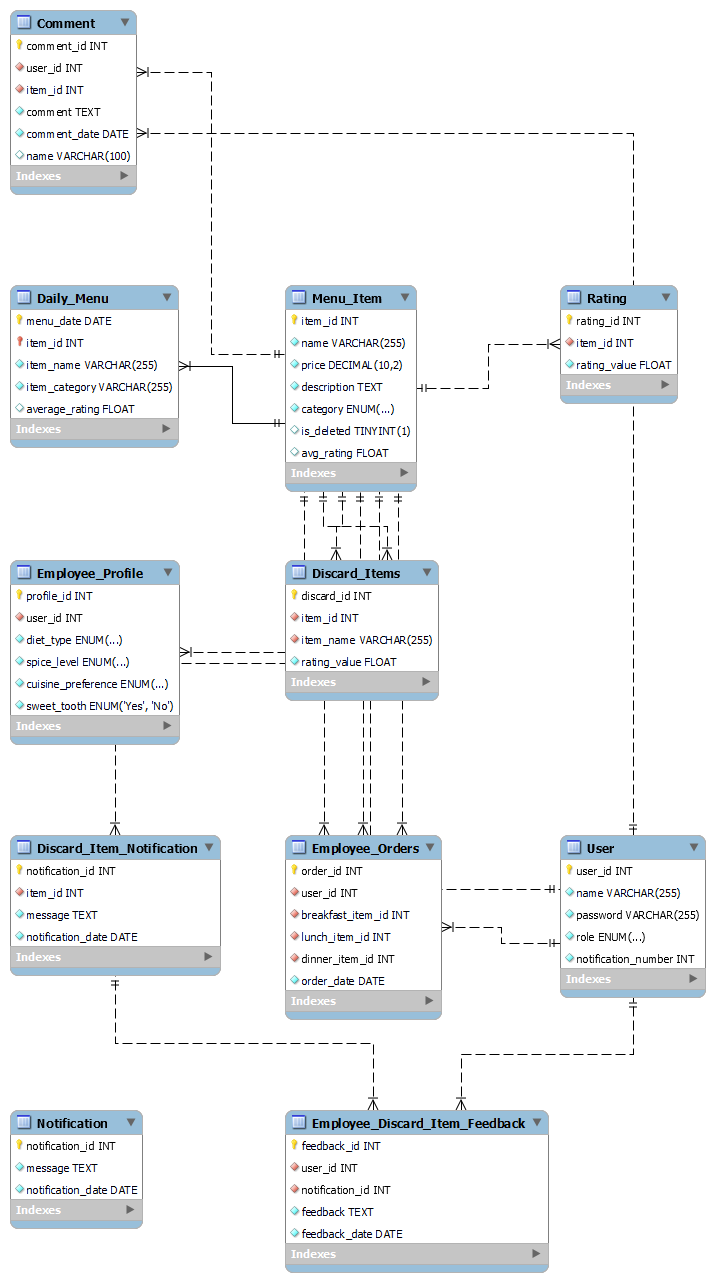 Comment
comment_id INT
user_id INT
item_id INT
comment TEXT
comment_date DATE
name VARCHAR(100)
Indexes
Daily_Menu
menu_date DATE
item_id INT
item_name VARCHAR(255)
item_category VARCHAR(255)
average_rating FLOAT
Indexes
Menu_Item
item_id INT
name VARCHAR(255)
price DECIMAL(10,2)
description TEXT
category ENUM(...)
is_deleted TINYINT(1)
avg_rating FLOAT
Indexes
Rating
rating_id INT
item_id INT
rating_value FLOAT
Indexes
Employee_Profile
profile_id INT
user_id INT
diet_type ENUM(...)
spice_level ENUM(...)
cuisine_preference ENUM(...)
sweet_tooth ENUM('Yes', 'No')
Indexes
Discard_Items
discard_id INT
item_id INT
item_name VARCHAR(255)
rating_value FLOAT
Indexes
Discard_Item_Notification
notification_id INT
item_id INT
message TEXT
notification_date DATE
Indexes
Employee_Orders
order_id INT
user_id INT
breakfast_item_id INT
lunch_item_id INT
dinner_item_id INT
order_date DATE
Indexes
User
user_id INT
name VARCHAR(255)
password VARCHAR(255)
role ENUM(...)
notification_number INT
Indexes
Notification
notification_id INT
message TEXT
notification_date DATE
Indexes
Employee_Discard_Item_Feedback
feedback_id INT
user_id INT
notification_id INT
feedback TEXT
feedback_date DATE
Indexes